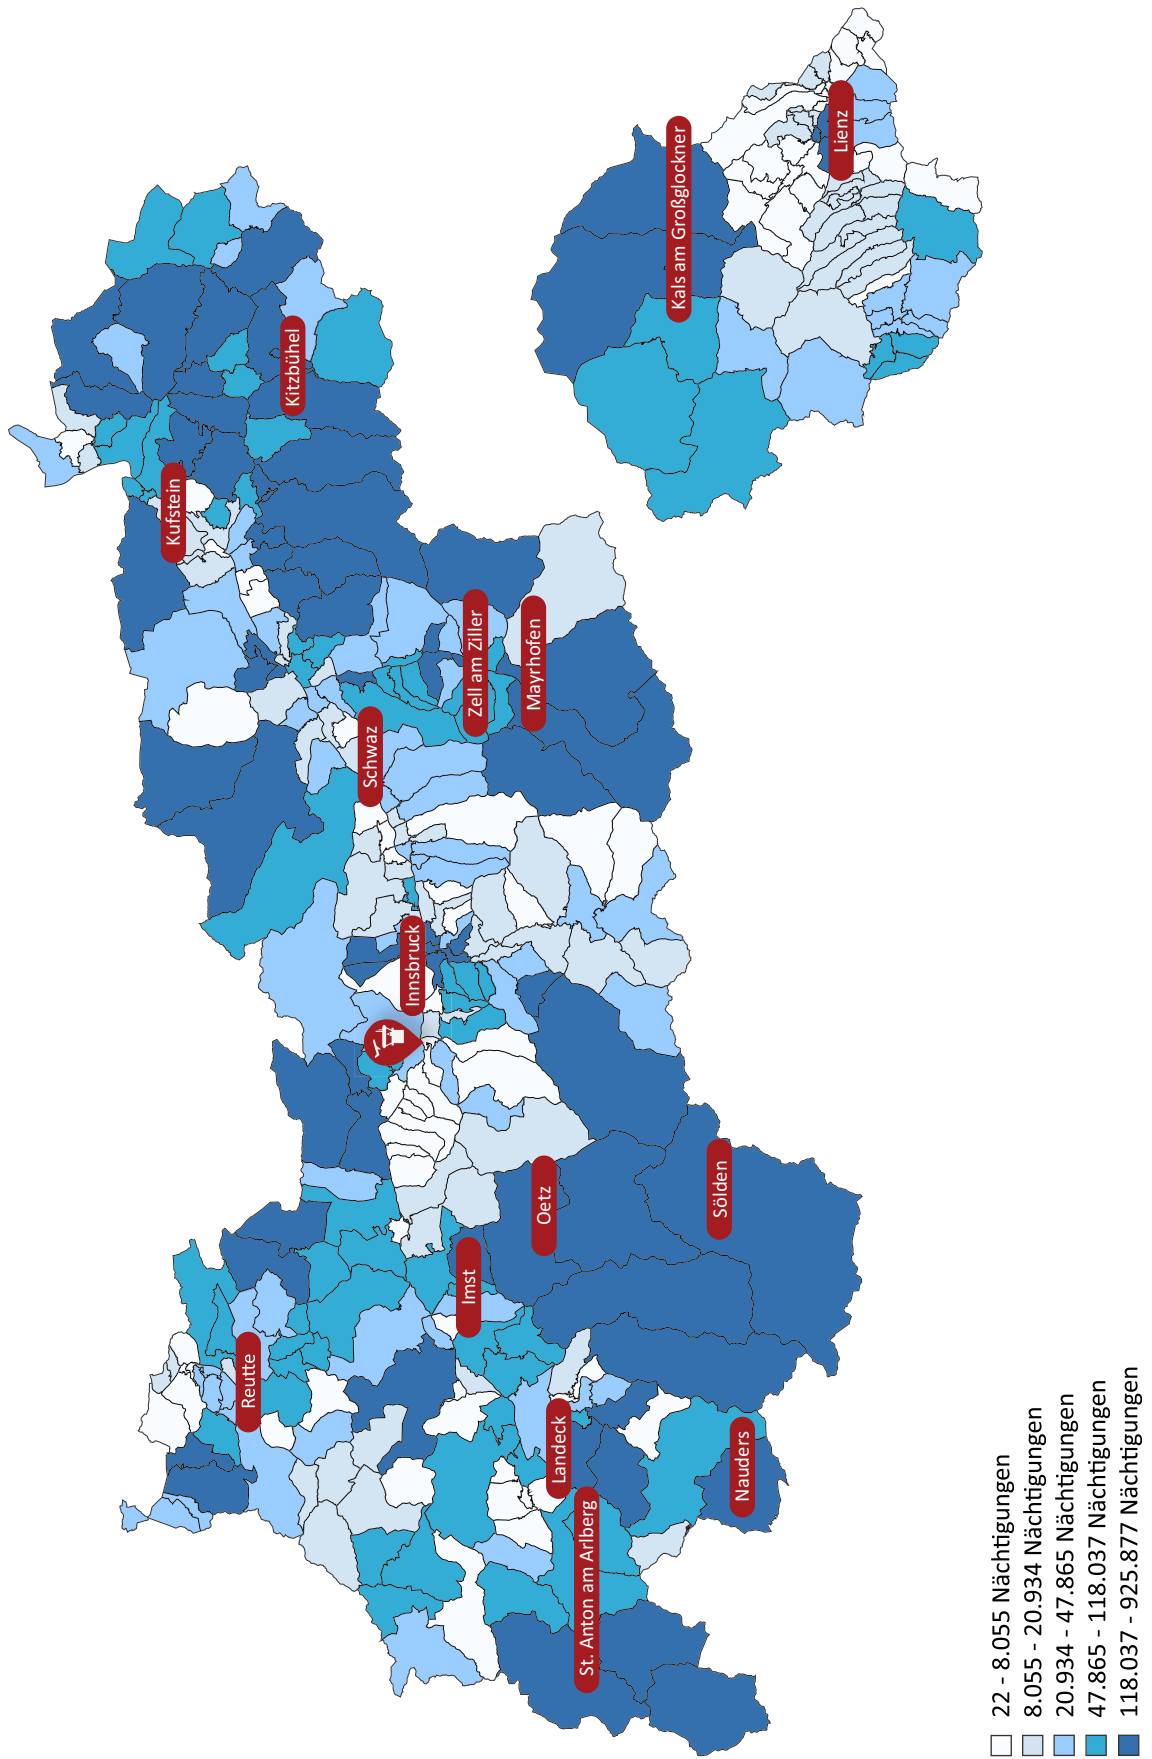 Reutte
Imst
Oetz
Sölden
Landeck
Nauders
St. Anton am Arlberg
Innsbruck
Schwaz
Zell am Ziller
Mayrhofen
Kufstein
Kitzbühel
Kals am Großglockner
Lienz
22 - 8.055 Nächtigungen
8.055 - 20.934 Nächtigungen
20.934 - 47.865 Nächtigungen
47.865 - 118.037 Nächtigungen
118.037 - 925.877 Nächtigungen